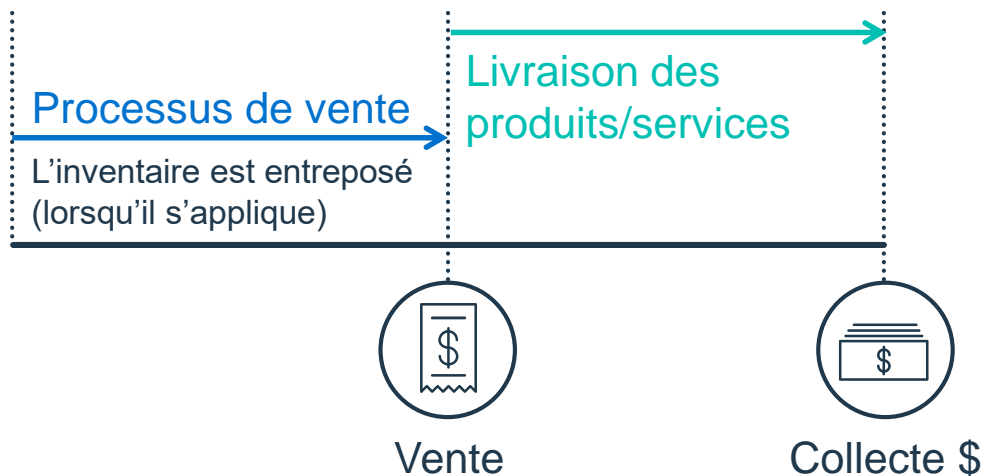 Livraison des
produits/services
Processus de vente
L’inventaire est entreposé
(lorsqu’il s’applique)
$
$
Vente
Collecte $